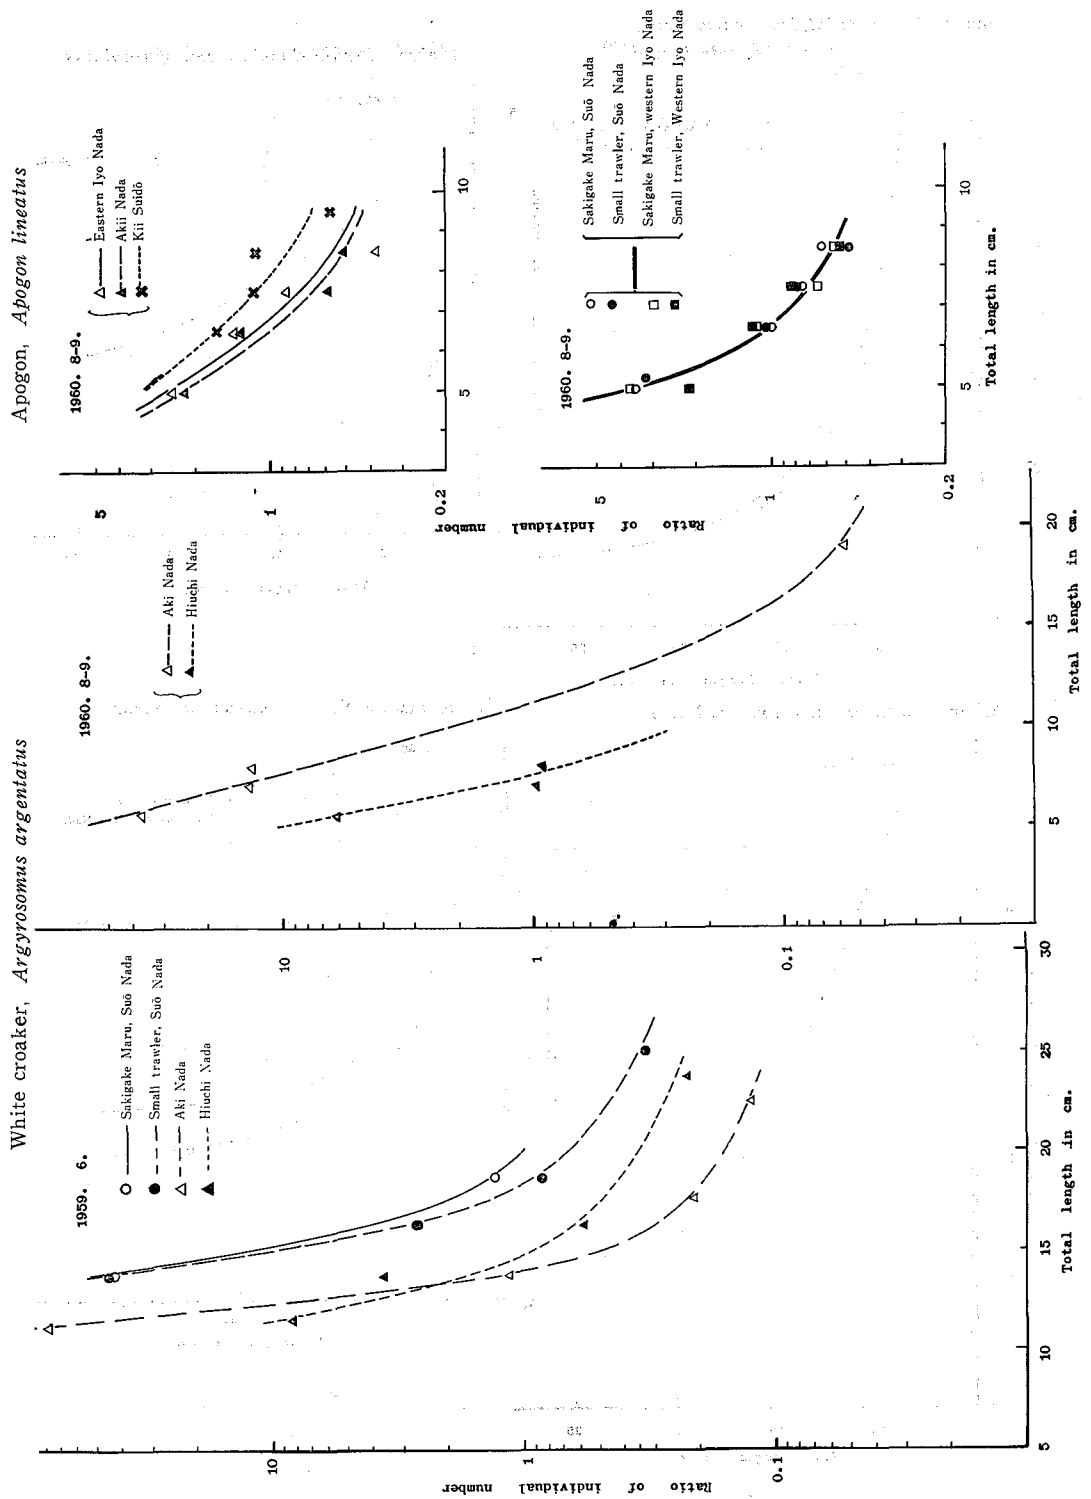 White croaker, Argyrosomus argentatus
1959. 6.
Sakigake Maru, Suō Nada
Small trawler, Suō Nada
Aki Nada
Hiuchi Nada
10
1
0.1
Ratio of individual number
5
10
15
20
25
30
Total length in cm.
1960. 8-9.
Aki Nada
Hiuchi Nada
10
1
0.1
5
10
15
20
Total length in cm.
Apogon, Apogon lineatus
1960. 8-9.
Eastern Iyo Nada
Akii Nada
Kii Suidō
5
1
0.2
5
10
Ratio of individual number
1960. 8-9.
Sakigake Maru, Suō Nada
Small trawler, Suō Nada
Sakigake Maru, western Iyo Nada
Small trawler, Western Iyo Nada
5
1
0.2
5
10
Total length in cm.